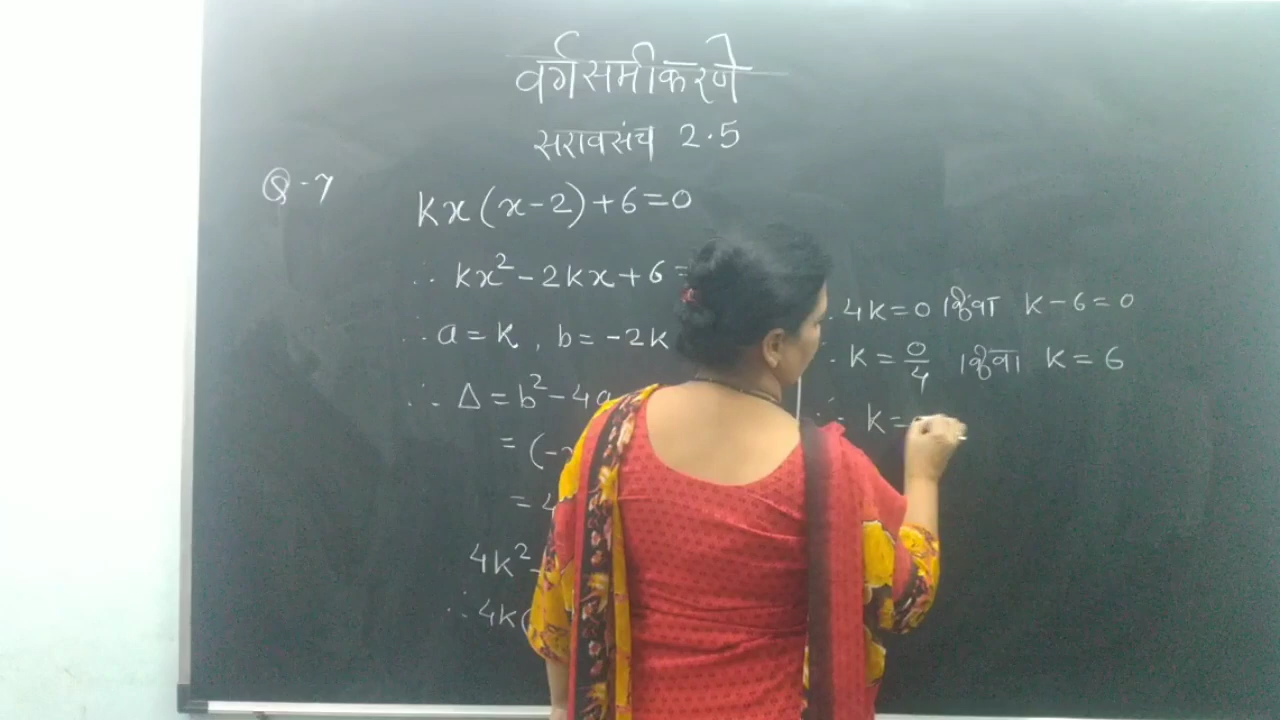 वर्गसमीकरणे
सरावसंच 2.5
Q-7
kx(x-2)+6=0
∴ kx²-2kx+6=
∴ a=k, b=-2k
∴ Δ=b²-4a
=(-2
=4
4k²-
∴ 4k(
∴ 4k=0 किंवा k-6=0
∴ k=0/4 किंवा k=6
∴ k=